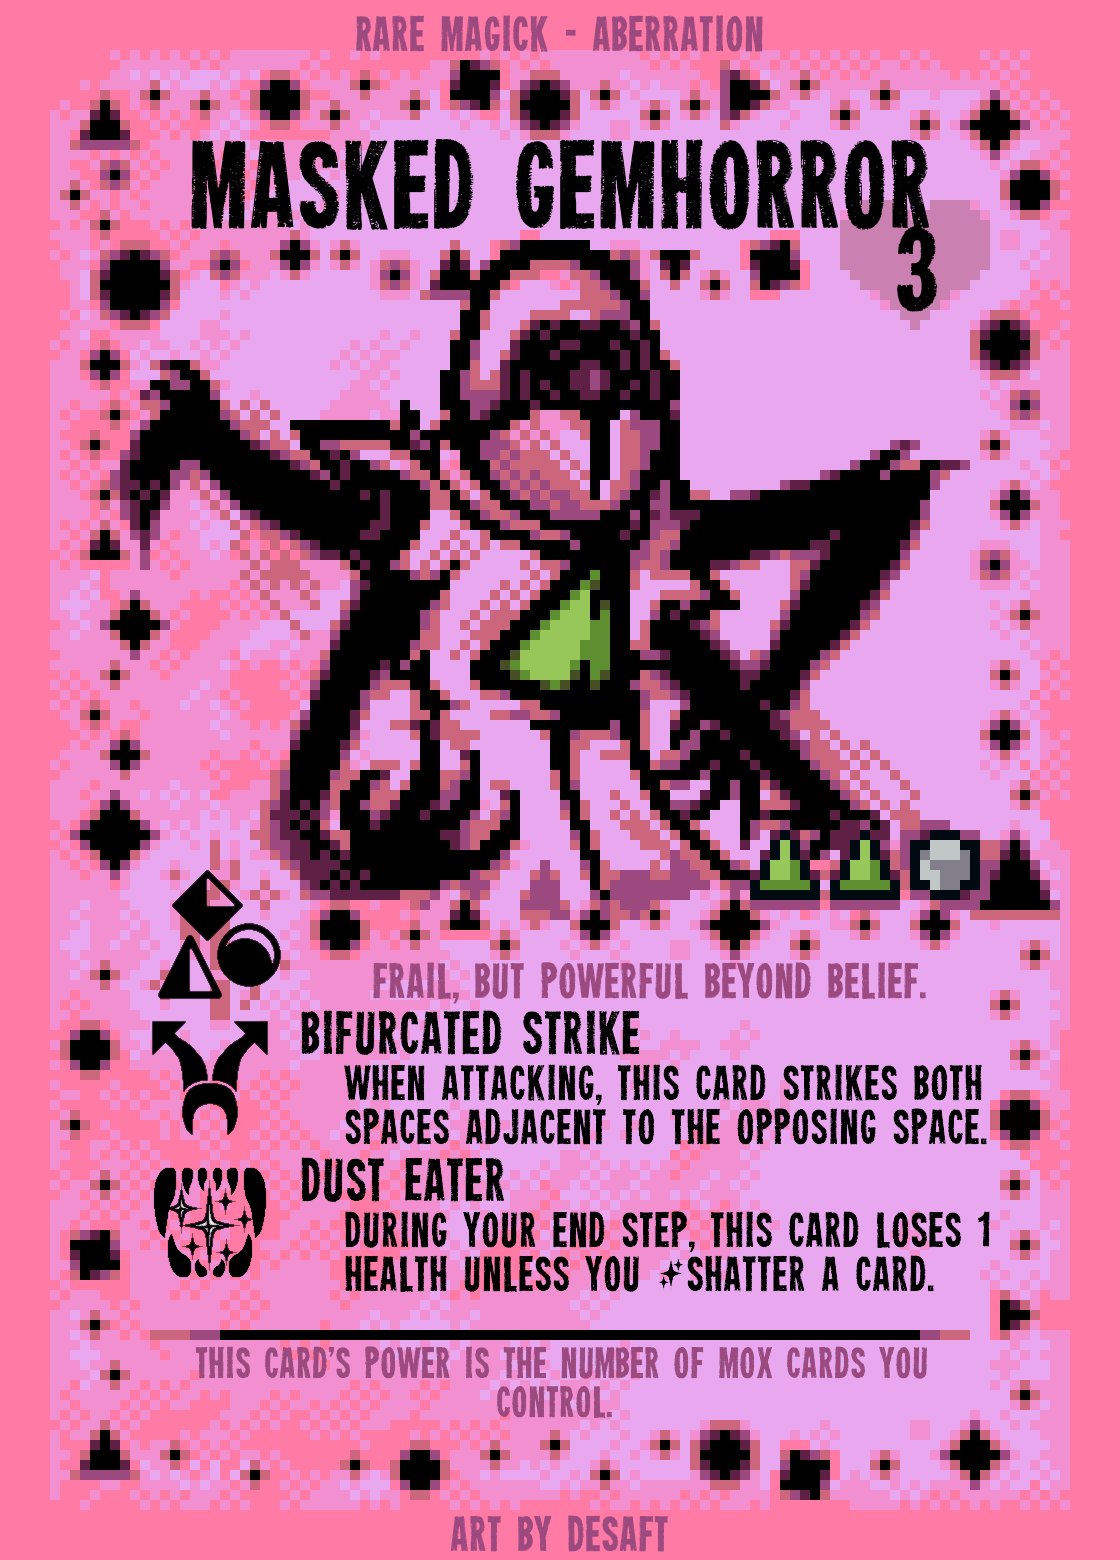 RARE MAGICK - ABERRATION
MASKED GEMHORROR
3
FRAIL, BUT POWERFUL BEYOND BELIEF.
BIFURCATED STRIKE
WHEN ATTACKING, THIS CARD STRIKES BOTH
SPACES ADJACENT TO THE OPPOSING SPACE.
DUST EATER
DURING YOUR END STEP, THIS CARD LOSES 1
HEALTH UNLESS YOU SHATTER A CARD.
THIS CARD'S POWER IS THE NUMBER OF MOX CARDS YOU
CONTROL.
ART BY DESAFT